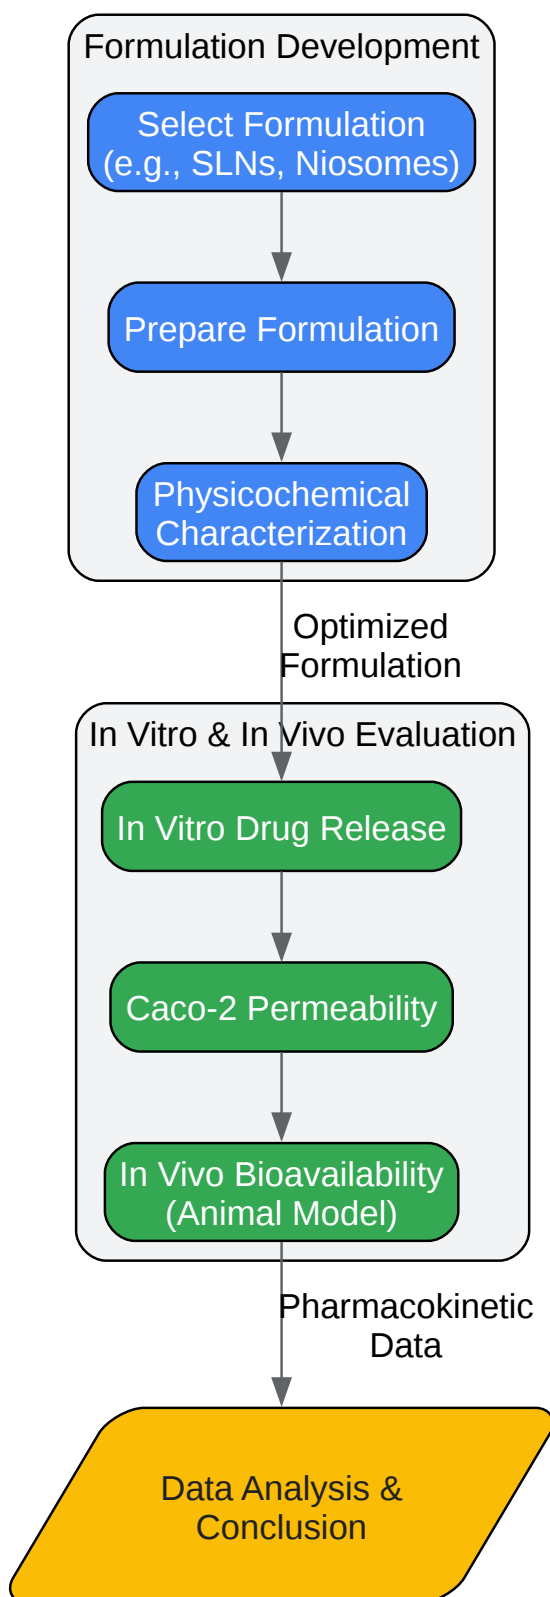 Formulation Development
Select Formulation
(e.g., SLNs, Niosomes)
Prepare Formulation
Physicochemical
Characterization
Optimized
Formulation
In Vitro & In Vivo Evaluation
In Vitro Drug Release
Caco-2 Permeability
In Vivo Bioavailability
(Animal Model)
Pharmacokinetic
Data
Data Analysis &
Conclusion